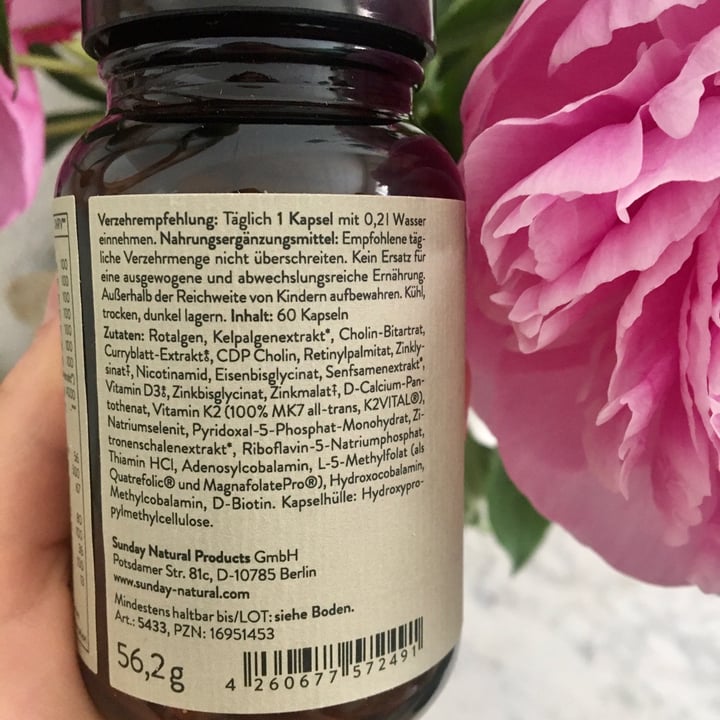 Verzehrempfehlung: Täglich 1 Kapsel mit 0,2 l Wasser
einnehmen. Nahrungsergänzungsmittel: Empfohlene täg-
liche Verzehrmenge nicht überschreiten. Kein Ersatz für
eine ausgewogene und abwechslungsreiche Ernährung.
Außerhalb der Reichweite von Kindern aufbewahren. Kühl,
trocken, dunkel lagern. Inhalt: 60 Kapseln
Zutaten: Rotalgen, Kelpalgenextrakt*, Cholin-Bitartrat,
Curryblatt-Extrakt‡, CDP Cholin, Retinylpalmitat, Zinkly-
sinat‡, Nicotinamid, Eisenbisglycinat, Senfsamenextrakt*,
Vitamin D3‡, Zinkbisglycinat, Zinkmalat‡, D-Calcium-Pan-
tothenat, Vitamin K2 (100% MK7 all-trans, K2VITAL®),
Natriumselenit, Pyridoxal-5-Phosphat-Monohydrat, Zi-
tronenschalenextrakt*, Riboflavin-5-Natriumphosphat,
Thiamin HCl, Adenosylcobalamin, L-5-Methylfolat (als
Quatrefolic® und MagnafolatePro®), Hydroxocobalamin,
Methylcobalamin, D-Biotin. Kapselhülle: Hydroxypro-
pylmethylcellulose.
Sunday Natural Products GmbH
Potsdamer Str. 81c, D-10785 Berlin
www.sunday-natural.com
Mindestens haltbar bis/LOT: siehe Boden.
Art.: 5433, PZN: 16951453
56,2 g
4 260677 572491